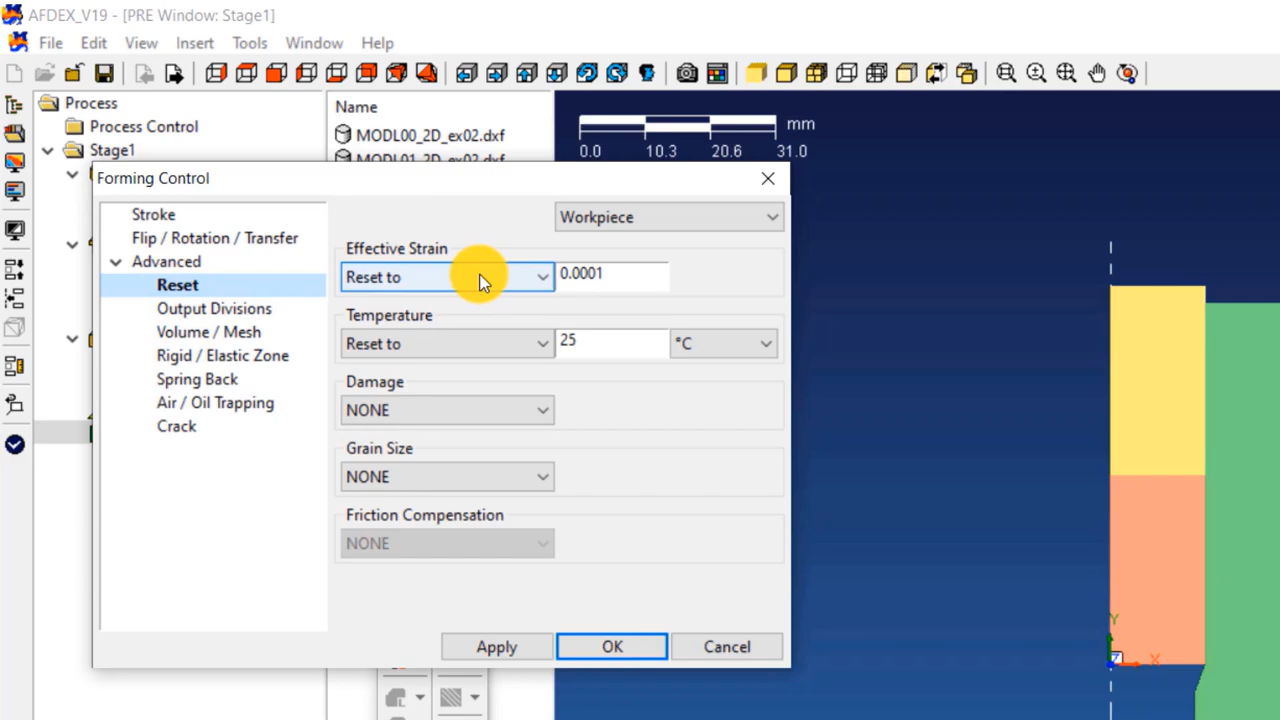 AFDEX_V19 - [PRE Window: Stage1]
File Edit View Insert Tools Window Help
Process
Process Control
Stage1
Name
MODL00_2D_ex02.dxf
MODL01_2D_ex02.dxf
mm
0.0 10.3 20.6 31.0
Forming Control
Stroke
Flip / Rotation / Transfer
Advanced
Reset
Output Divisions
Volume / Mesh
Rigid / Elastic Zone
Spring Back
Air / Oil Trapping
Crack
Workpiece
Effective Strain
Reset to 0.0001
Temperature
Reset to 25 °C
Damage
NONE
Grain Size
NONE
Friction Compensation
NONE
Apply OK Cancel
Y
Z X